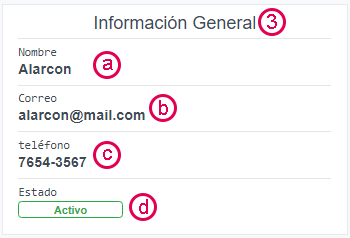 Información General 3
Nombre
Alarcon a
Correo
alarcon@mail.com b
teléfono
7654-3567 c
Estado
Activo d